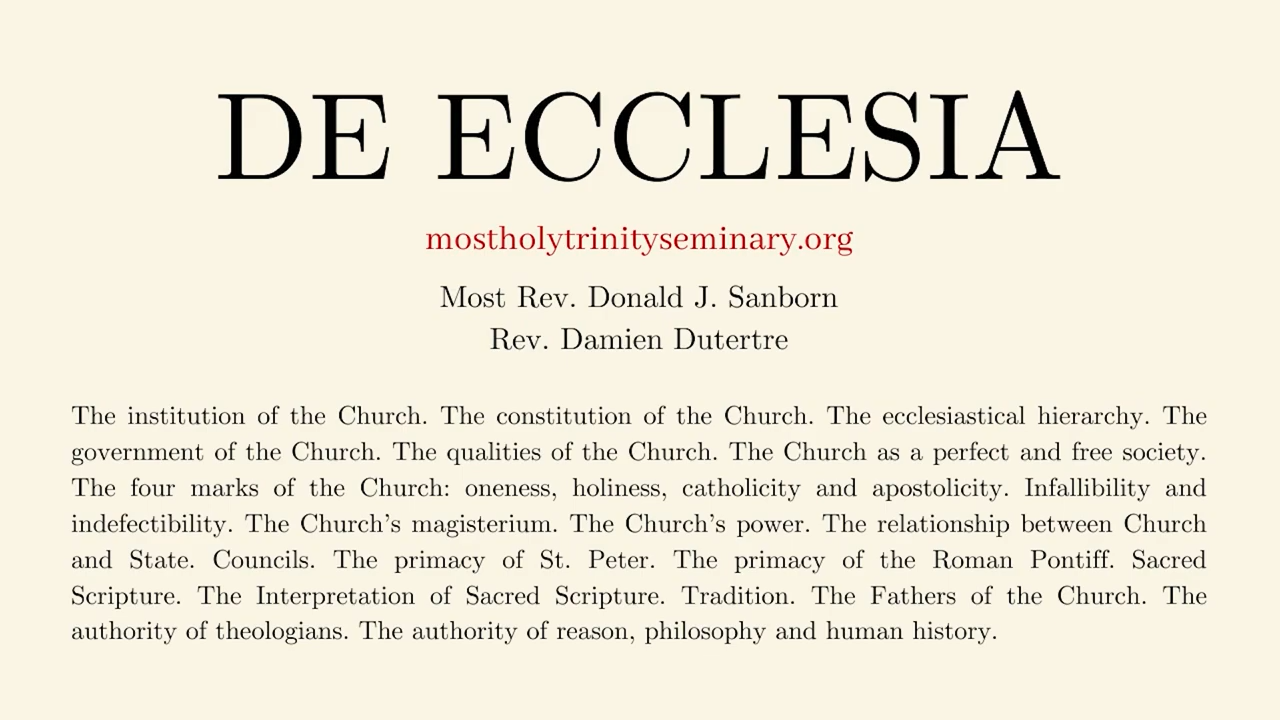 DE ECCLESIA
mostholytrinityseminary.org
Most Rev. Donald J. Sanborn
Rev. Damien Dutertre
The institution of the Church. The constitution of the Church. The ecclesiastical hierarchy. The
government of the Church. The qualities of the Church. The Church as a perfect and free society.
The four marks of the Church: oneness, holiness, catholicity and apostolicity. Infallibility and
indefectibility. The Church's magisterium. The Church's power. The relationship between Church
and State. Councils. The primacy of St. Peter. The primacy of the Roman Pontiff. Sacred
Scripture. The Interpretation of Sacred Scripture. Tradition. The Fathers of the Church. The
authority of theologians. The authority of reason, philosophy and human history.